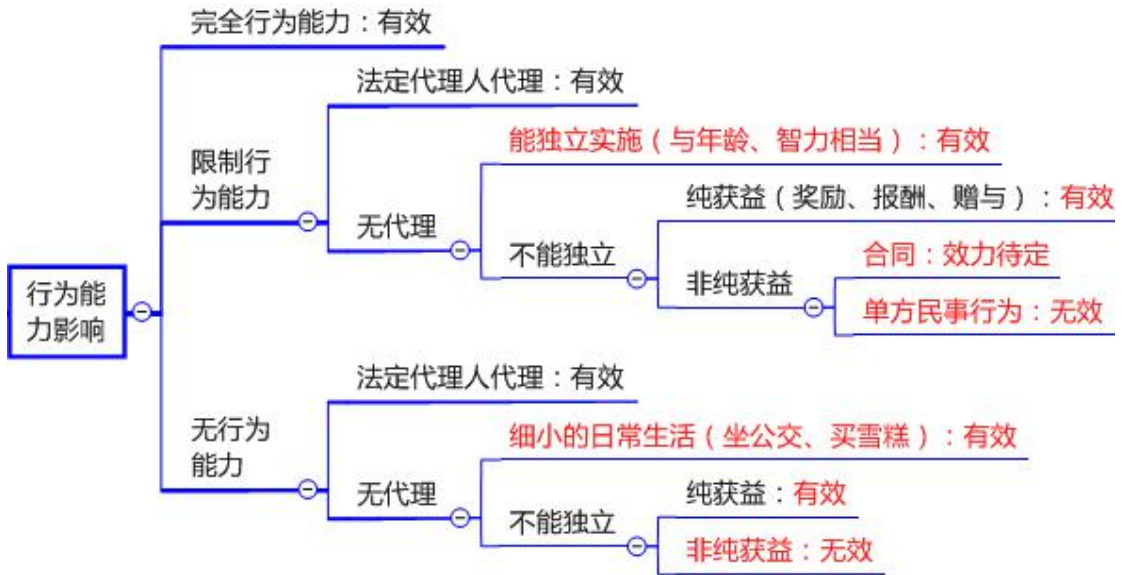 完全行为能力：有效
法定代理人代理：有效
能独立实施（与年龄、智力相当）：有效
限制行
为能力
纯获益（奖励、报酬、赠与）：有效
无代理
不能独立
合同：效力待定
非纯获益
行为能
力影响
单方民事行为：无效
法定代理人代理：有效
无行为
能力
细小的日常生活（坐公交、买雪糕）：有效
无代理
纯获益：有效
不能独立
非纯获益：无效